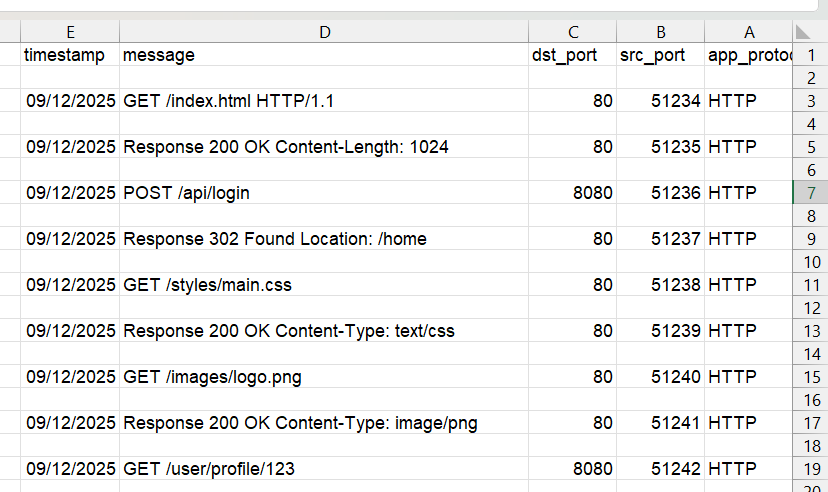 E D C B A
timestamp message dst_port src_port app_protoc 1
2
09/12/2025 GET /index.html HTTP/1.1 80 51234 HTTP 3
4
09/12/2025 Response 200 OK Content-Length: 1024 80 51235 HTTP 5
6
09/12/2025 POST /api/login 8080 51236 HTTP 7
8
09/12/2025 Response 302 Found Location: /home 80 51237 HTTP 9
10
09/12/2025 GET /styles/main.css 80 51238 HTTP 11
12
09/12/2025 Response 200 OK Content-Type: text/css 80 51239 HTTP 13
14
09/12/2025 GET /images/logo.png 80 51240 HTTP 15
16
09/12/2025 Response 200 OK Content-Type: image/png 80 51241 HTTP 17
18
09/12/2025 GET /user/profile/123 8080 51242 HTTP 19
20